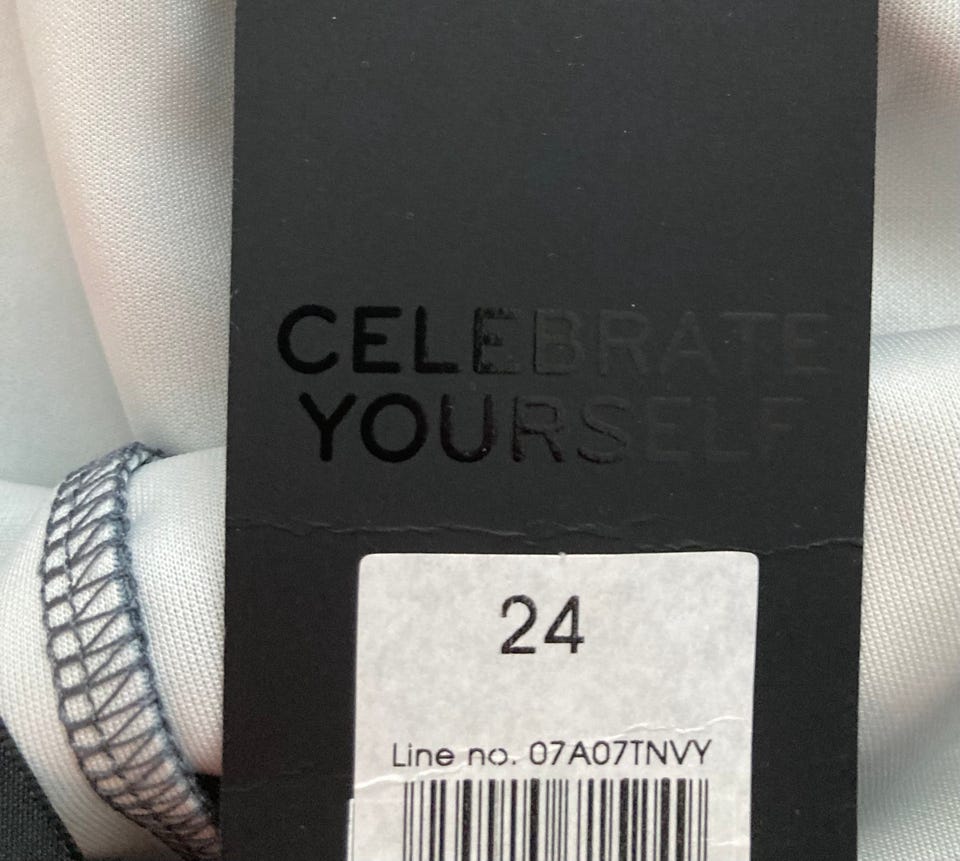 CELEBRATE
YOURSELF
24
Line no. 07A07TNVY